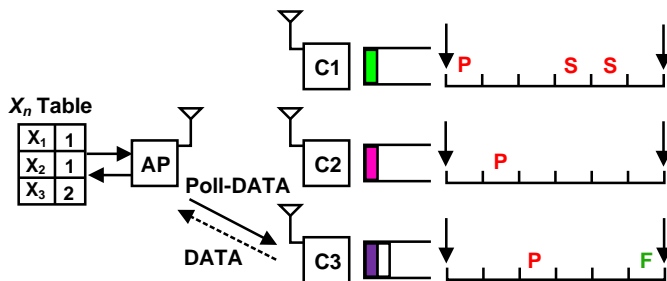 C1
P S S
Xn Table
X1 1
X2 1
X3 2
AP
C2
P
Poll-DATA
DATA
C3
P F